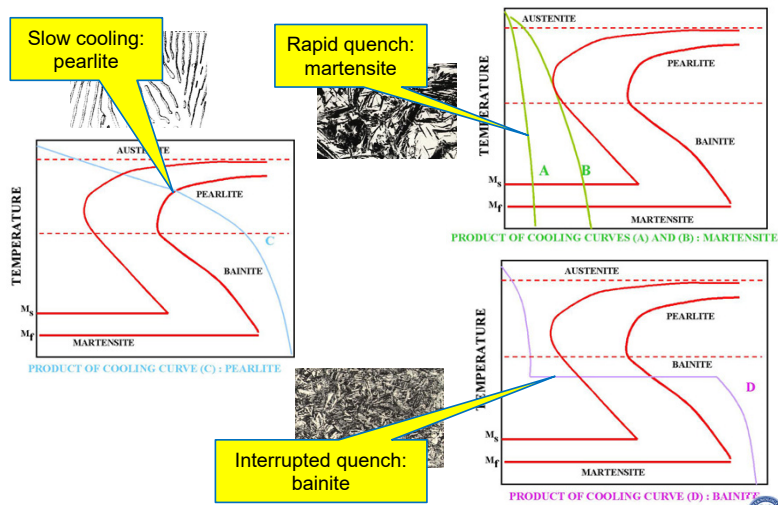 Slow cooling:
pearlite
AUSTENITE
PEARLITE
C
BAINITE
TEMPERATURE
Ms
Mf
MARTENSITE
PRODUCT OF COOLING CURVE (C) : PEARLITE
Rapid quench:
martensite
AUSTENITE
PEARLITE
TEMPERATURE
BAINITE
A
B
Ms
Mf
MARTENSITE
PRODUCT OF COOLING CURVES (A) AND (B) : MARTENSITE
AUSTENITE
PEARLITE
TEMPERATURE
BAINITE
D
Ms
Mf
MARTENSITE
PRODUCT OF COOLING CURVE (D) : BAINITE
Interrupted quench:
bainite